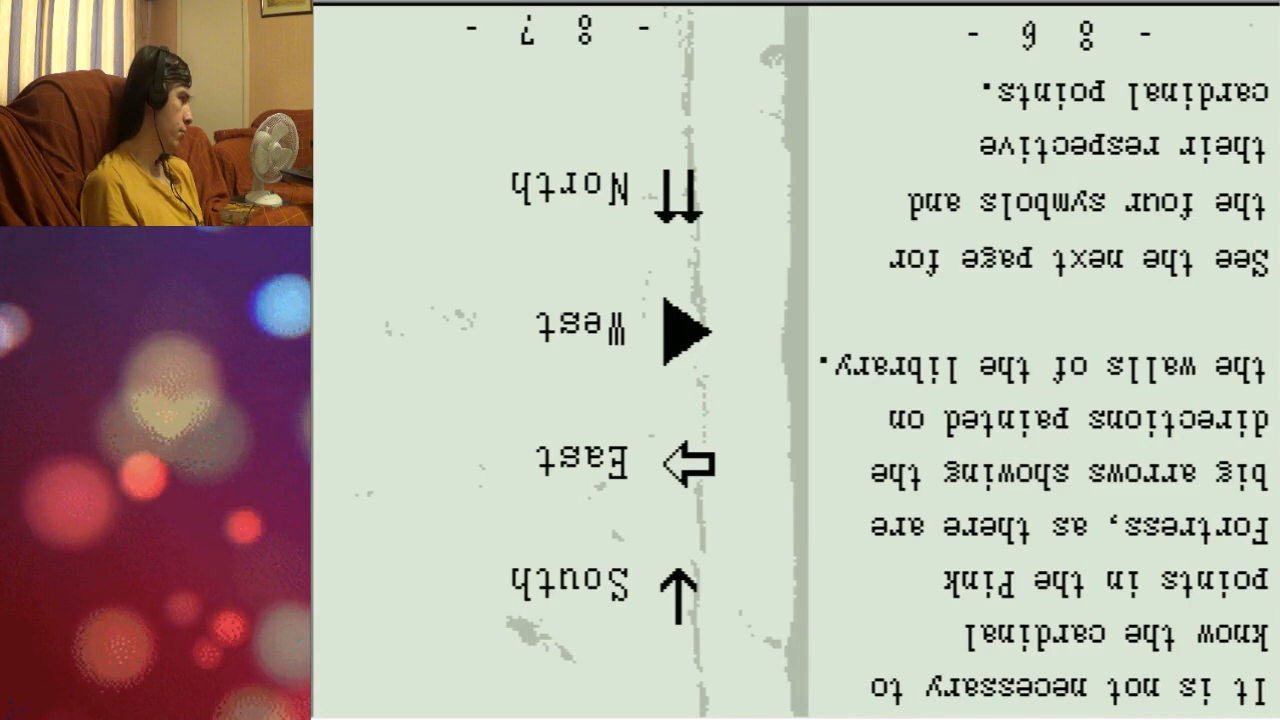 It is not necessary to
know the cardinal
points in the Pink
Fortress, as there are
big arrows showing the
directions painted on
the walls of the library.
See the next page for
the four symbols and
their respective
cardinal points.
- 8 6 -
South
East
West
North
- 8 7 -